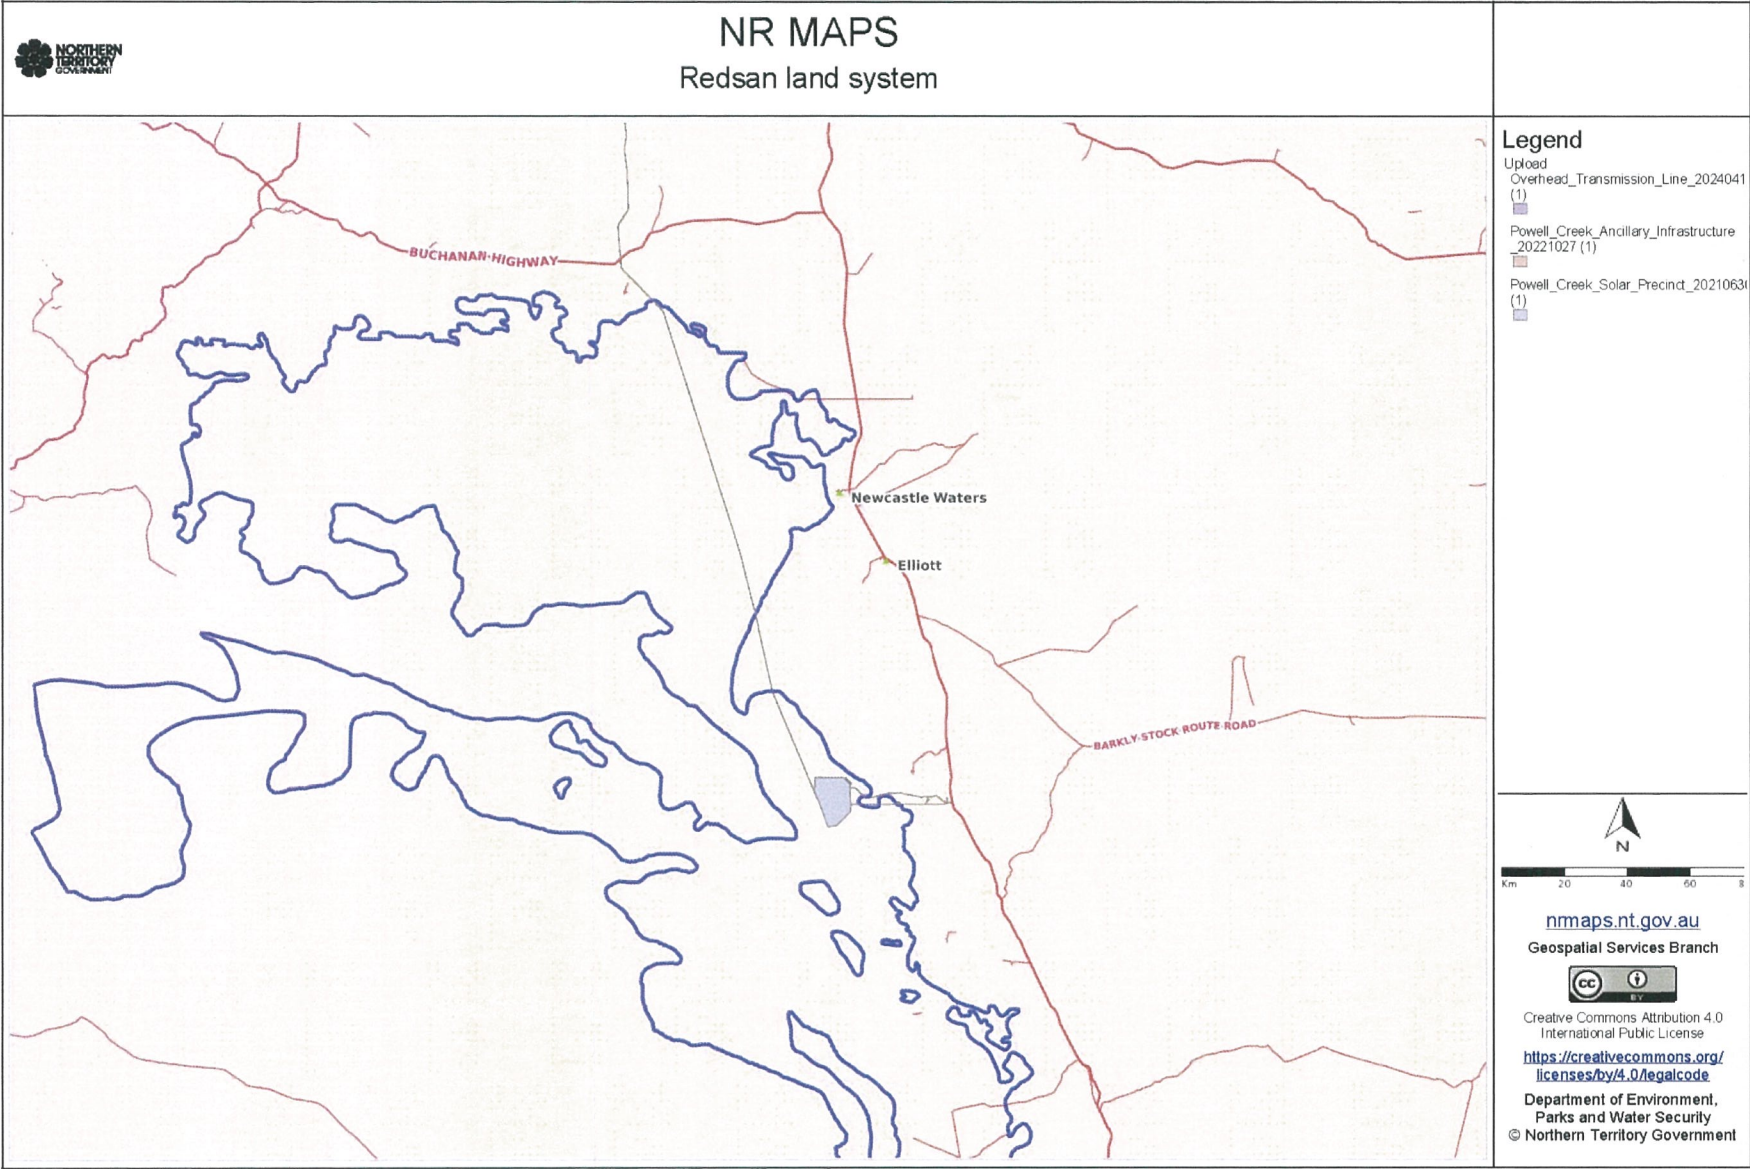 NR MAPS
Redsan land system
NORTHERN
TERRITORY
GOVERNMENT
BUCHANAN HIGHWAY
Newcastle Waters
Elliott
BARKLY STOCK ROUTE ROAD
Legend
Upload
Overhead_Transmission_Line_2024041
(1)
Powell_Creek_Ancillary_Infrastructure
_20221027 (1)
Powell_Creek_Solar_Precinct_2021063
(1)
N
Km 20 40 60 8
nrmaps.nt.gov.au
Geospatial Services Branch
cc
BY
Creative Commons Attribution 4.0
International Public License
https://creativecommons.org/
licenses/by/4.0/legalcode
Department of Environment,
Parks and Water Security
© Northern Territory Government